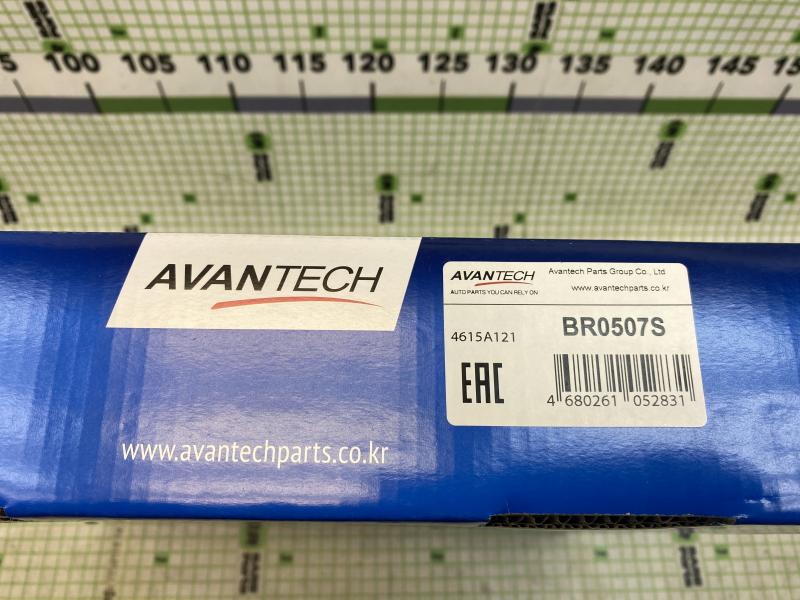 100 105 110 115 120 125 130 135 140 145
AVANTECH
www.avantechparts.co.kr
AVANTECH
AUTO PARTS YOU CAN RELY ON
Avantech Parts Group Co., Ltd
www.avantechparts.co.kr
4615A121
BR0507S
EAC
4 680261 052831